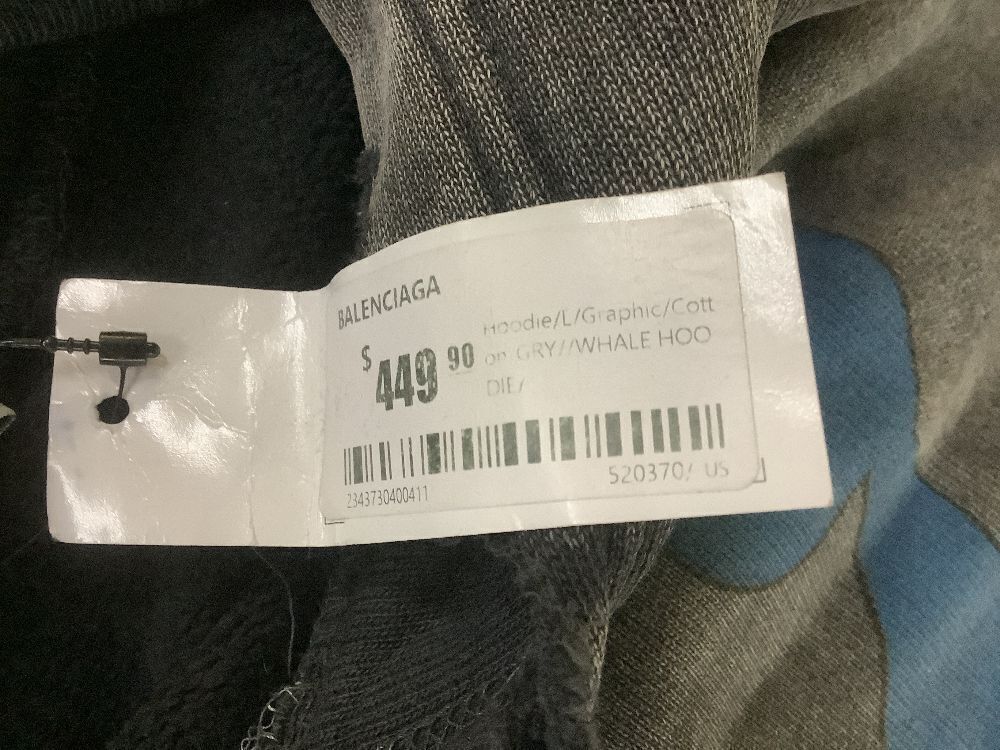 BALENCIAGA
$ 449 90
Hoodie/L/Graphic/Cott
on GRY//WHALE HOO
DIE/
2343730400411
520370/ US